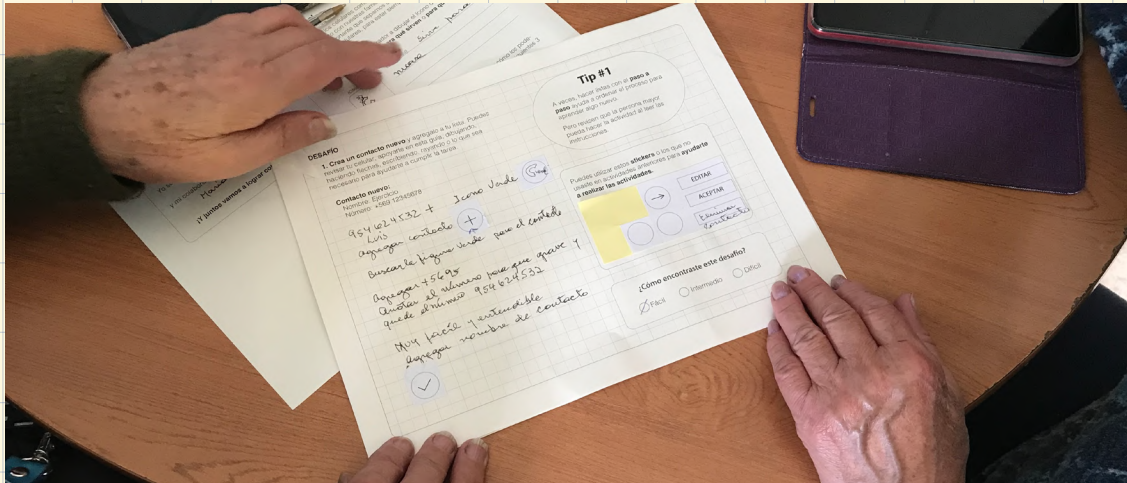 nueva sirve para
Tip #1
A veces, hacer listas con el paso a
paso ayuda a ordenar el proceso para
aprender algo nuevo.
Pero revisen que la persona mayor
pueda hacer la actividad al leer las
instrucciones.
DESAFÍO
1. Crea un contacto nuevo y agrégalo a tu lista. Puedes
revisar tu celular, apoyarte en esta guía, dibujando,
haciendo flechas, escribiendo, rayando o lo que sea
necesario para ayudarte a cumplir la tarea
Contacto nuevo:
Nombre: Ejercicio
Número: +569 12345678
954624532 + Icono Verde
Luis
agregar contacto +
Buscar la figura verde para el contacto
Agregar +569
Anotar el número para que grave y
quede el número 954624532
Muy fácil y entendible
agregar nombre de contacto
Puedes utilizar estos stickers o los que no
usaste en actividades anteriores para ayudarte
a realizar las actividades.
→
EDITAR
ACEPTAR
contacto
¿Cómo encontraste este desafío?
Fácil
Intermedio
Difícil
¡Y juntos vamos a lograr